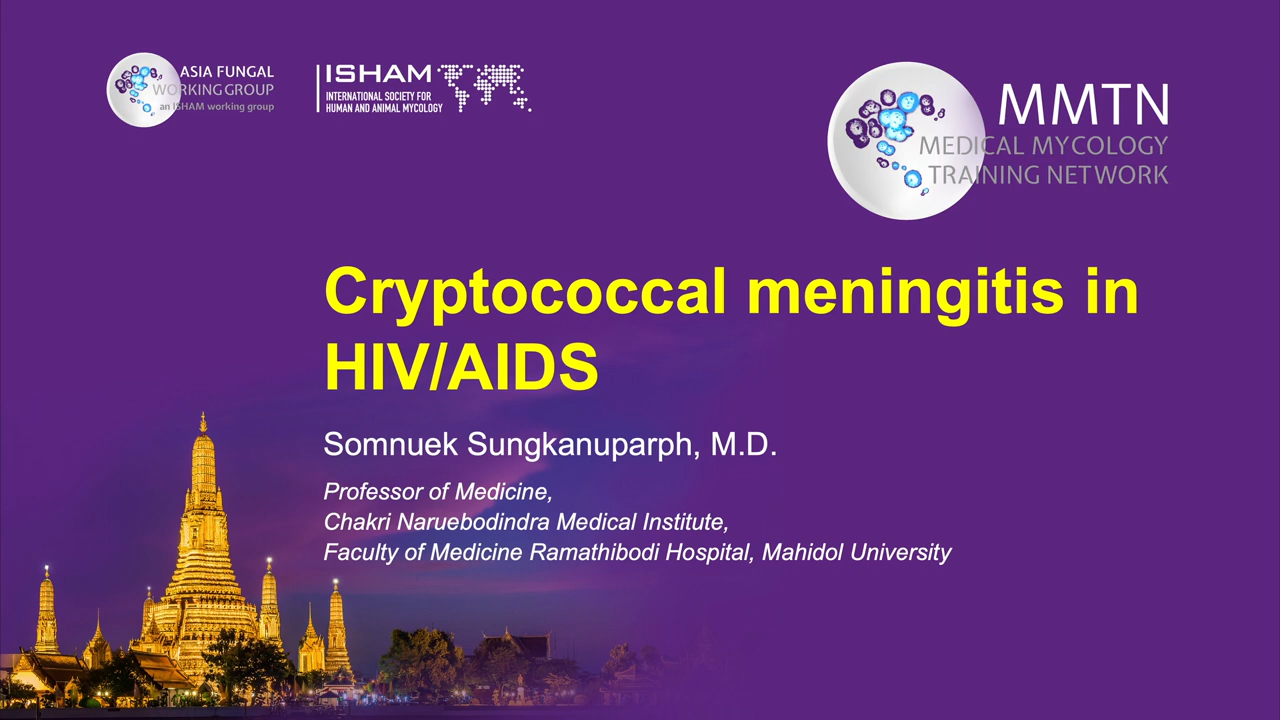 ASIA FUNGAL
WORKING GROUP
an ISHAM working group
ISHAM
INTERNATIONAL SOCIETY FOR
HUMAN AND ANIMAL MYCOLOGY
MMTN
MEDICAL MYCOLOGY
TRAINING NETWORK
Cryptococcal meningitis in
HIV/AIDS
Somnuek Sungkanuparph, M.D.
Professor of Medicine,
Chakri Naruebodindra Medical Institute,
Faculty of Medicine Ramathibodi Hospital, Mahidol University